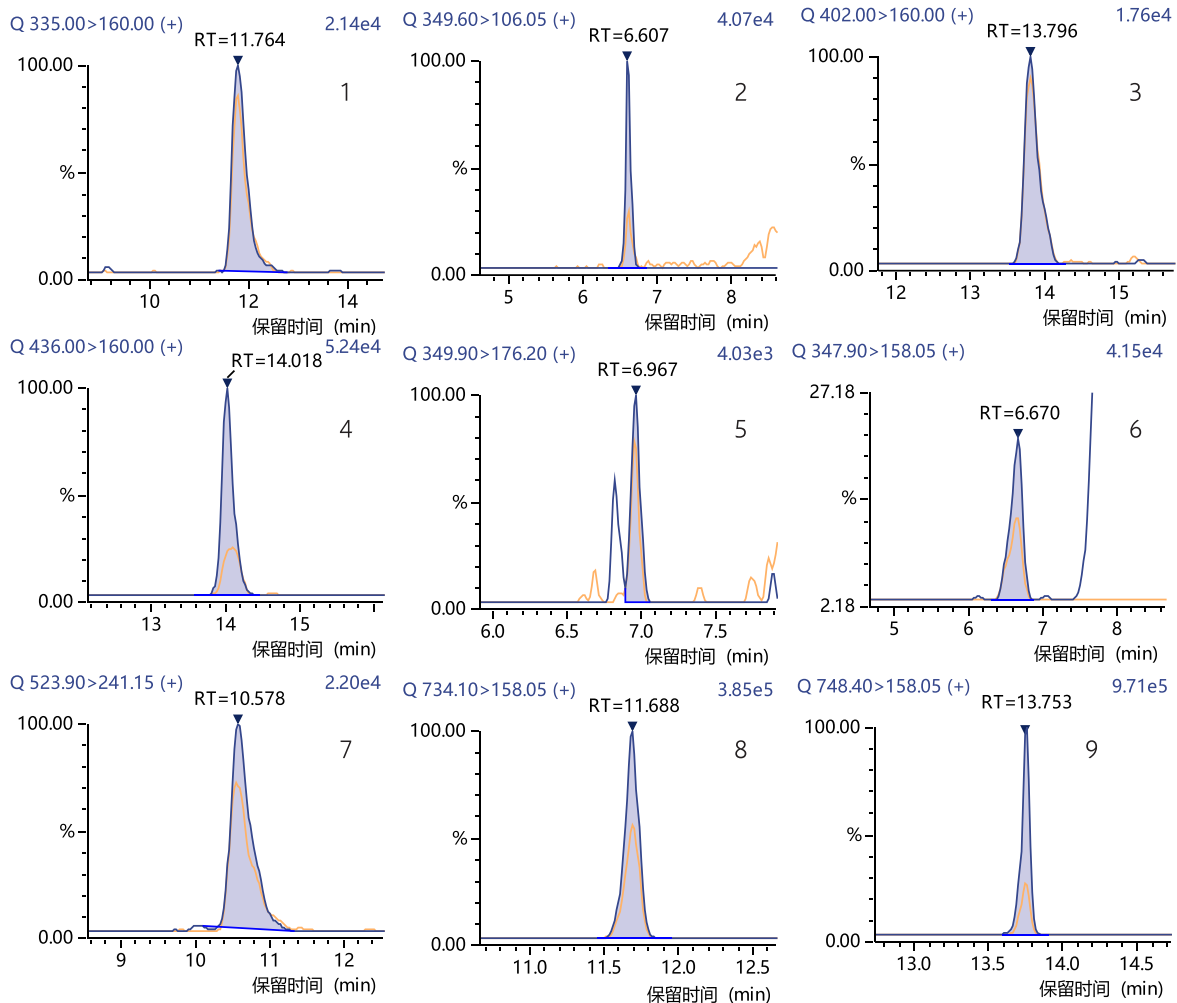 Q 335.00>160.00 (+) 2.14e4
RT=11.764
100.00
1
%
0.00
10 12 14
保留时间 (min)
Q 349.60>106.05 (+) 4.07e4
RT=6.607
100.00
2
%
0.00
5 6 7 8
保留时间 (min)
Q 402.00>160.00 (+) 1.76e4
RT=13.796
100.00
3
%
0.00
12 13 14 15
保留时间 (min)
Q 436.00>160.00 (+) 5.24e4
RT=14.018
100.00
4
%
0.00
13 14 15
保留时间 (min)
Q 349.90>176.20 (+) 4.03e3
RT=6.967
100.00
5
%
0.00
6.0 6.5 7.0 7.5
保留时间 (min)
Q 347.90>158.05 (+) 4.15e4
27.18
RT=6.670
6
%
2.18
5 6 7 8
保留时间 (min)
Q 523.90>241.15 (+) 2.20e4
RT=10.578
100.00
7
%
0.00
9 10 11 12
保留时间 (min)
Q 734.10>158.05 (+) 3.85e5
RT=11.688
100.00
8
%
0.00
11.0 11.5 12.0 12.5
保留时间 (min)
Q 748.40>158.05 (+) 9.71e5
RT=13.753
100.00
9
%
0.00
13.0 13.5 14.0 14.5
保留时间 (min)